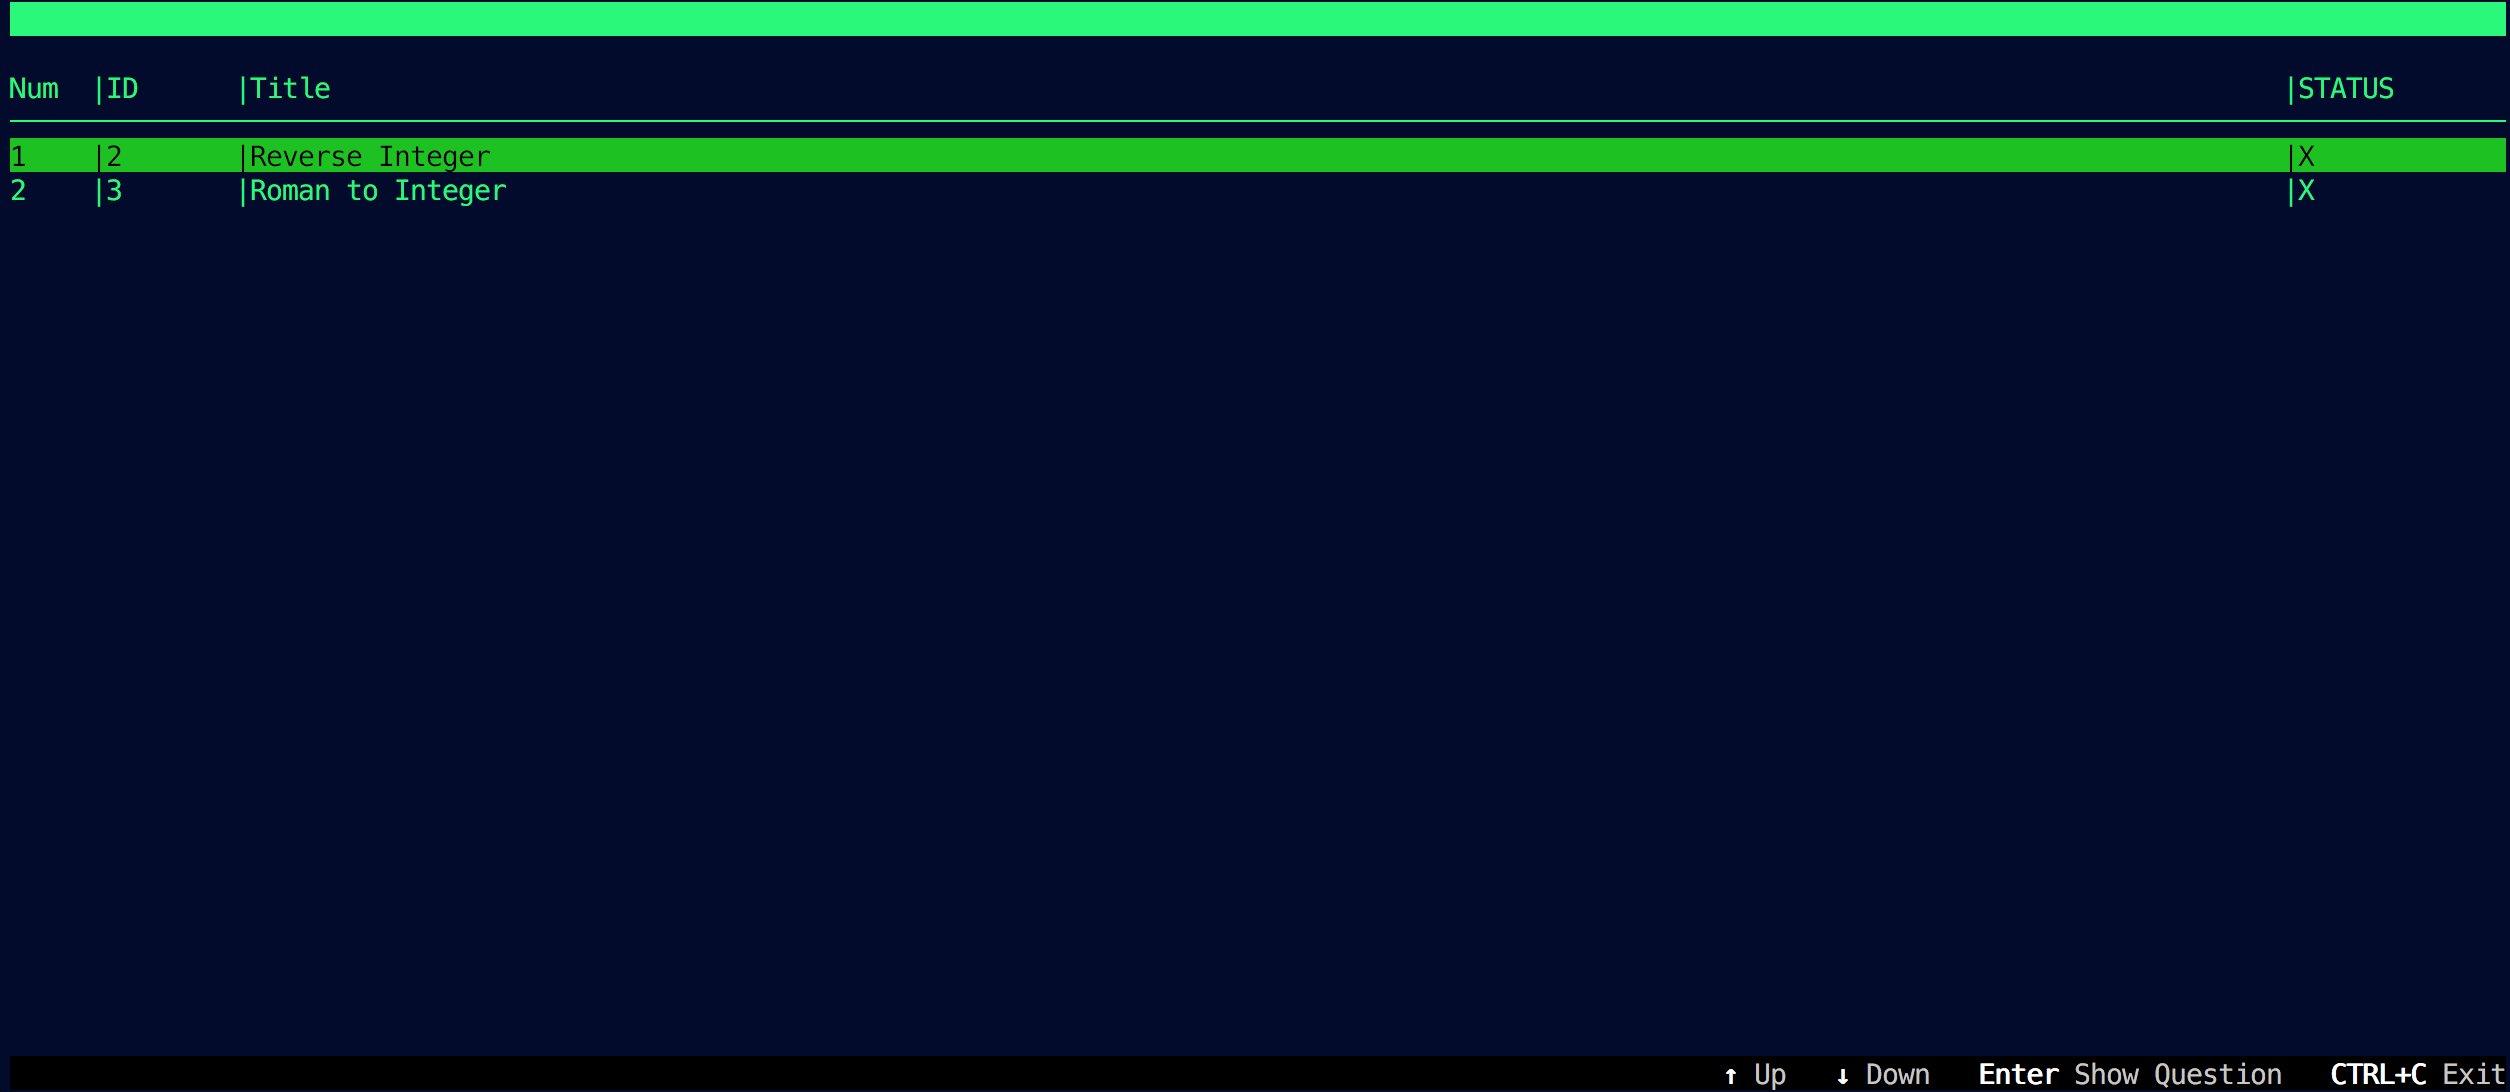 Num |ID |Title |STATUS
1 |2 |Reverse Integer |X
2 |3 |Roman to Integer |X
↑ Up ↓ Down Enter Show Question CTRL+C Exit